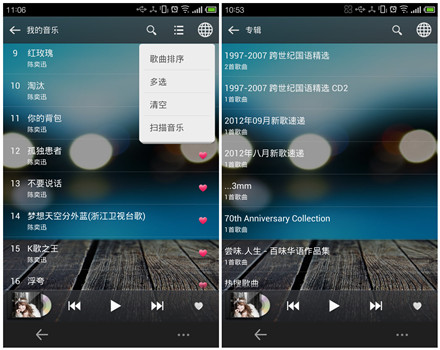 11:06
我的音乐
9 红玫瑰
陈奕迅
10 淘汰
陈奕迅
11 你的背包
陈奕迅
12 孤独患者
陈奕迅
13 不要说话
陈奕迅
14 梦想天空分外蓝(浙江卫视台歌)
陈奕迅
15 K歌之王
陈奕迅
16 浮夸
歌曲排序
多选
清空
扫描音乐
10:53
专辑
1997-2007 跨世纪国语精选
2首歌曲
1997-2007 跨世纪国语精选 CD2
1首歌曲
2012年09月新歌速递
1首歌曲
2012年八月新歌速递
1首歌曲
...3mm
1首歌曲
70th Anniversary Collection
1首歌曲
尝味.人生 - 百味华语作品集
1首歌曲
热搜歌曲